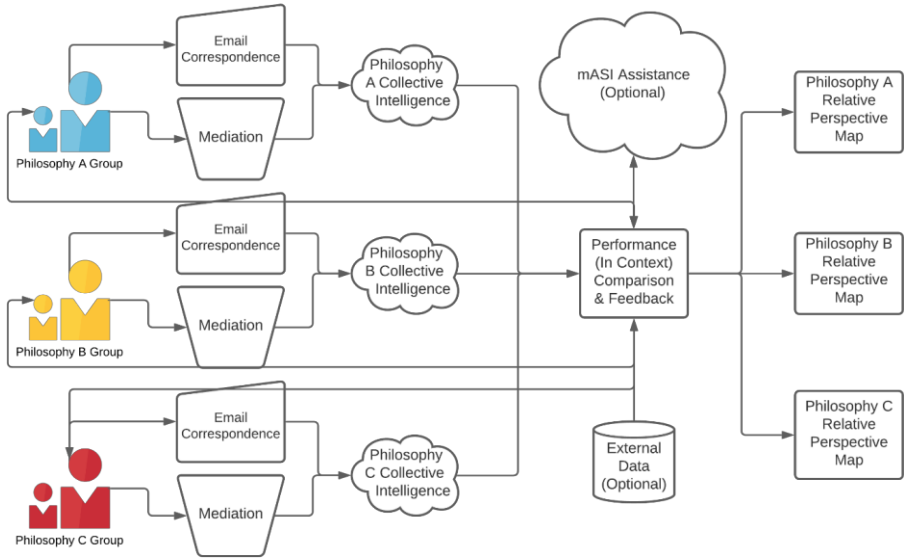 Email
Correspondence
Mediation
Philosophy A Group
Philosophy
A Collective
Intelligence
mASI Assistance
(Optional)
Philosophy A
Relative
Perspective
Map
Email
Correspondence
Mediation
Philosophy B Group
Philosophy
B Collective
Intelligence
Performance
(In Context)
Comparison
& Feedback
Philosophy B
Relative
Perspective
Map
Email
Correspondence
Mediation
Philosophy C Group
Philosophy
C Collective
Intelligence
External
Data
(Optional)
Philosophy C
Relative
Perspective
Map